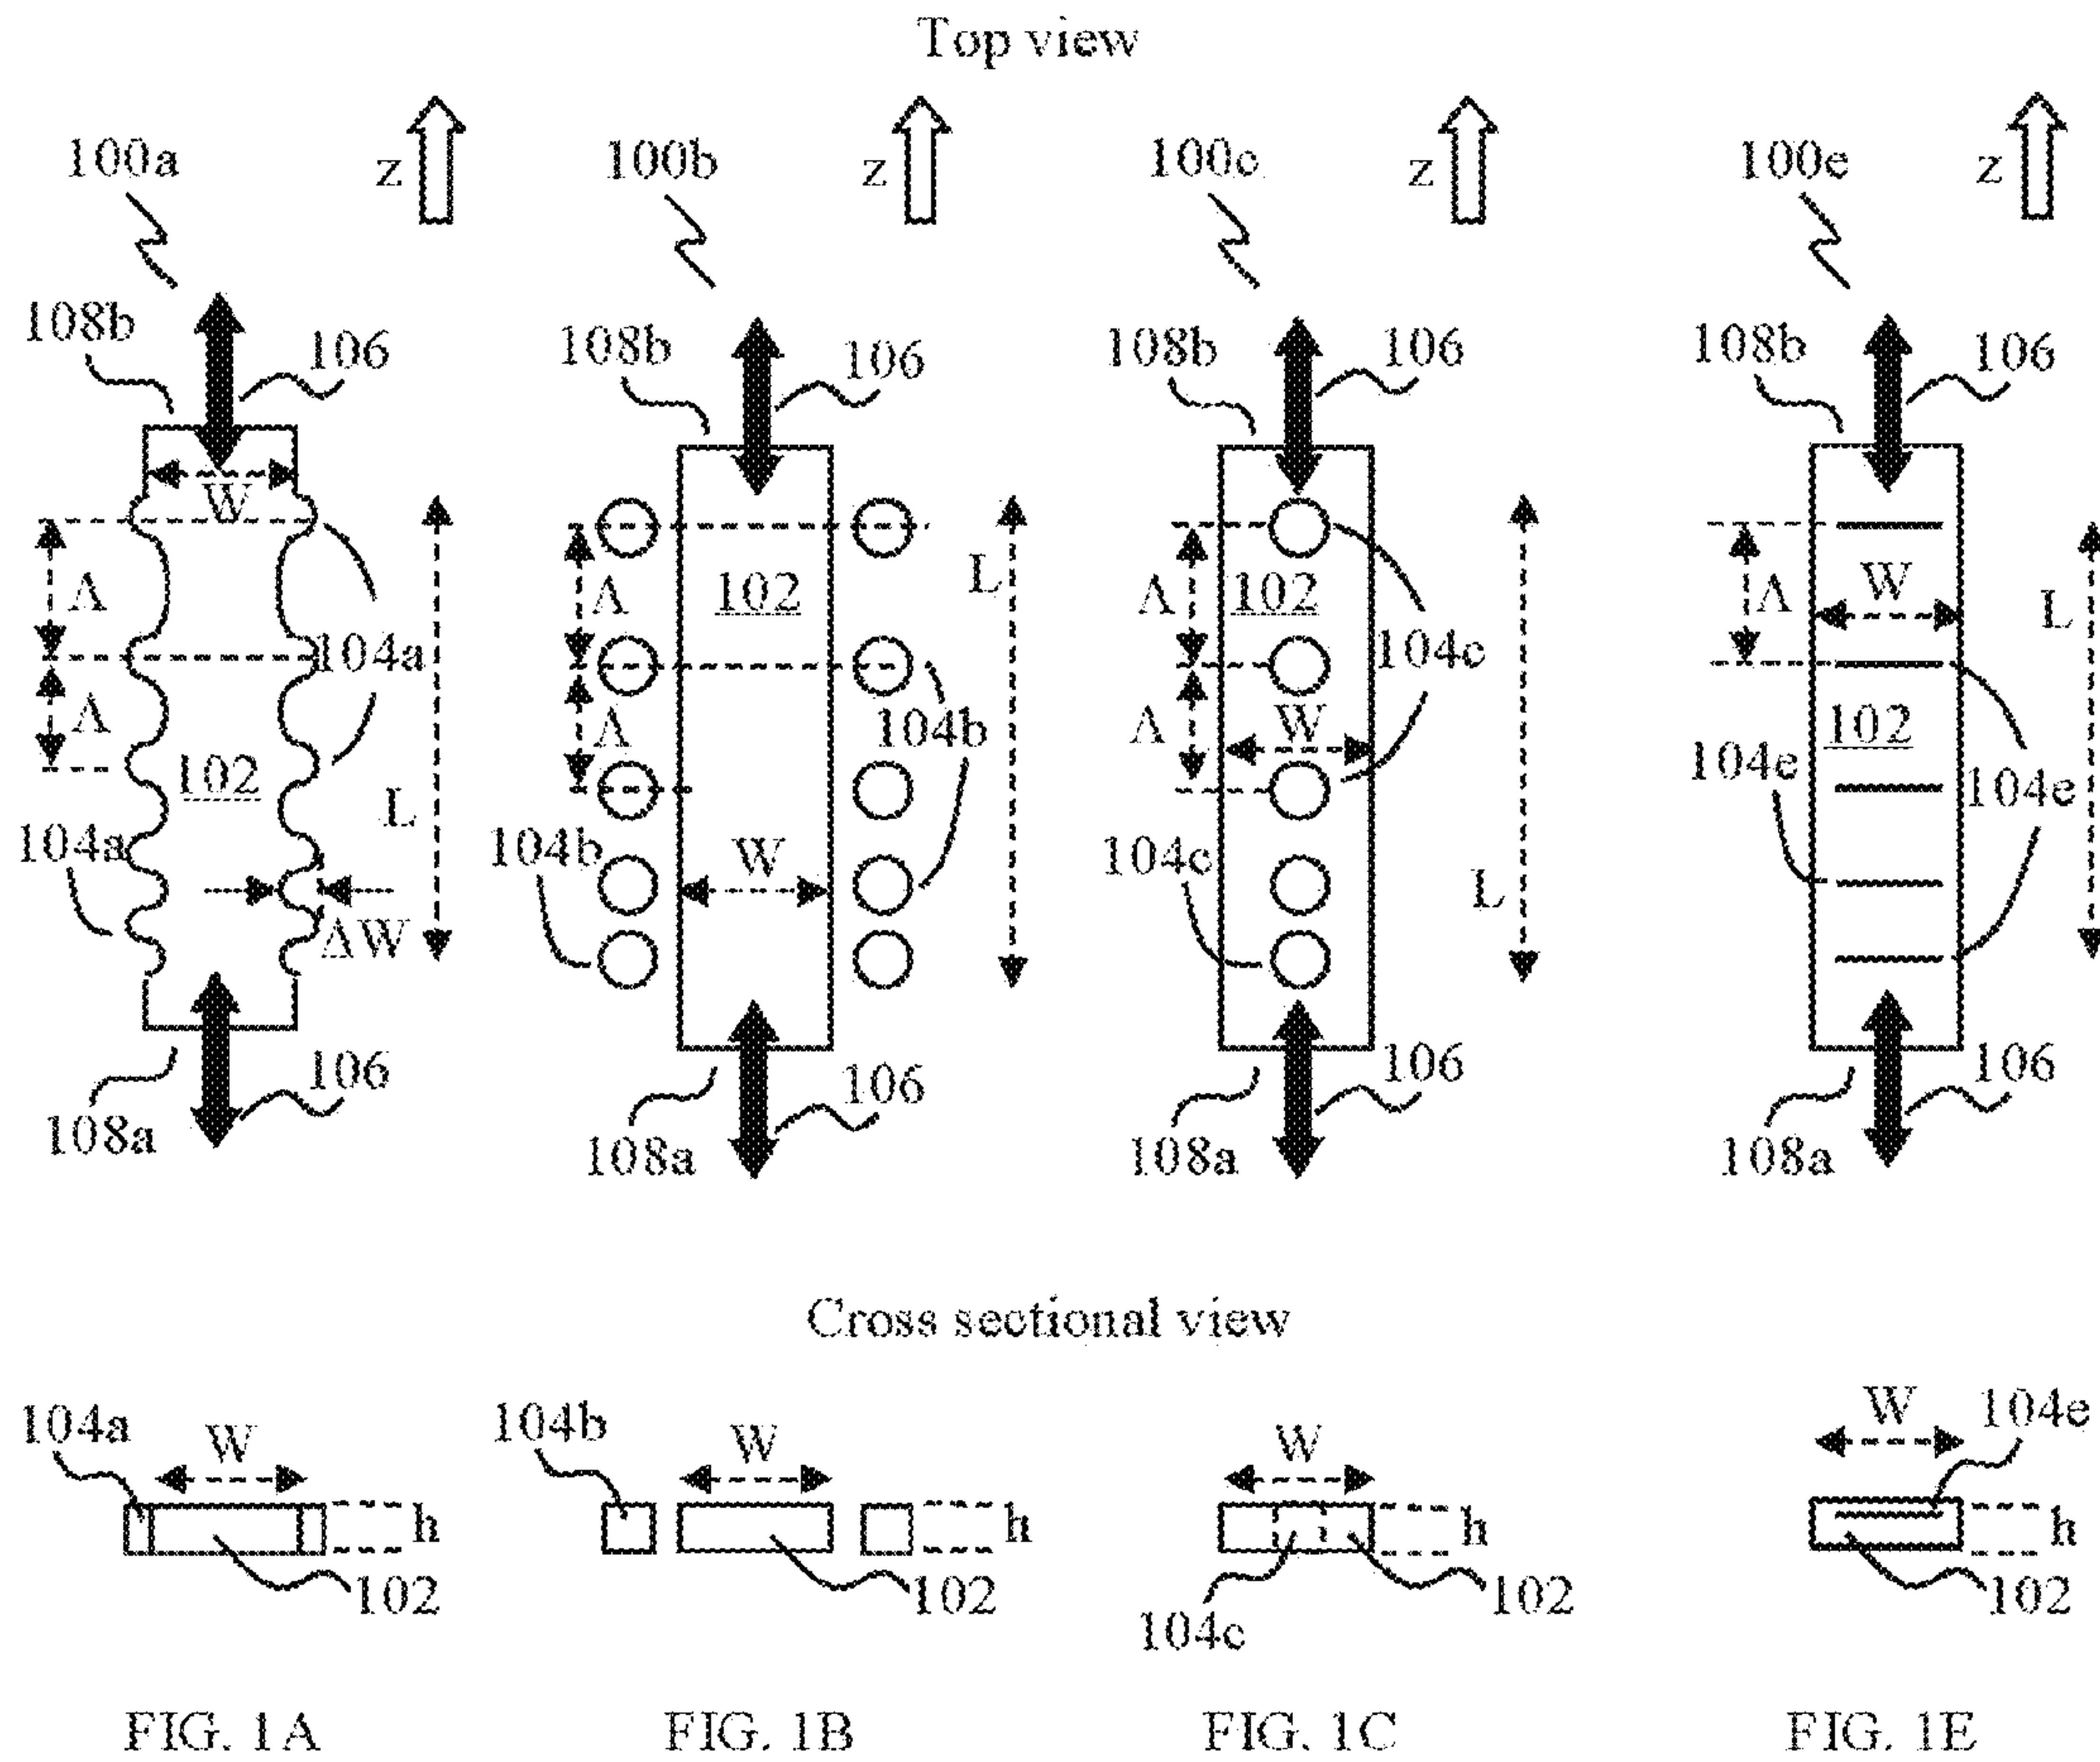 Top view
100a
z
100b
z
100c
z
100e
z
108b
106
108b
106
108b
106
108b
106
W
Λ
Λ
104a
102
L
104a
ΔW
106
108a
Λ
Λ
102
L
104b
104b
W
106
108a
Λ
Λ
102
104c
W
104c
L
106
108a
Λ
W
L
102
104e
104e
106
108a
Cross sectional view
104a
W
h
102
104b
W
h
102
W
h
102
104c
W
104e
h
102
FIG. 1A
FIG. 1B
FIG. 1C
FIG. 1E